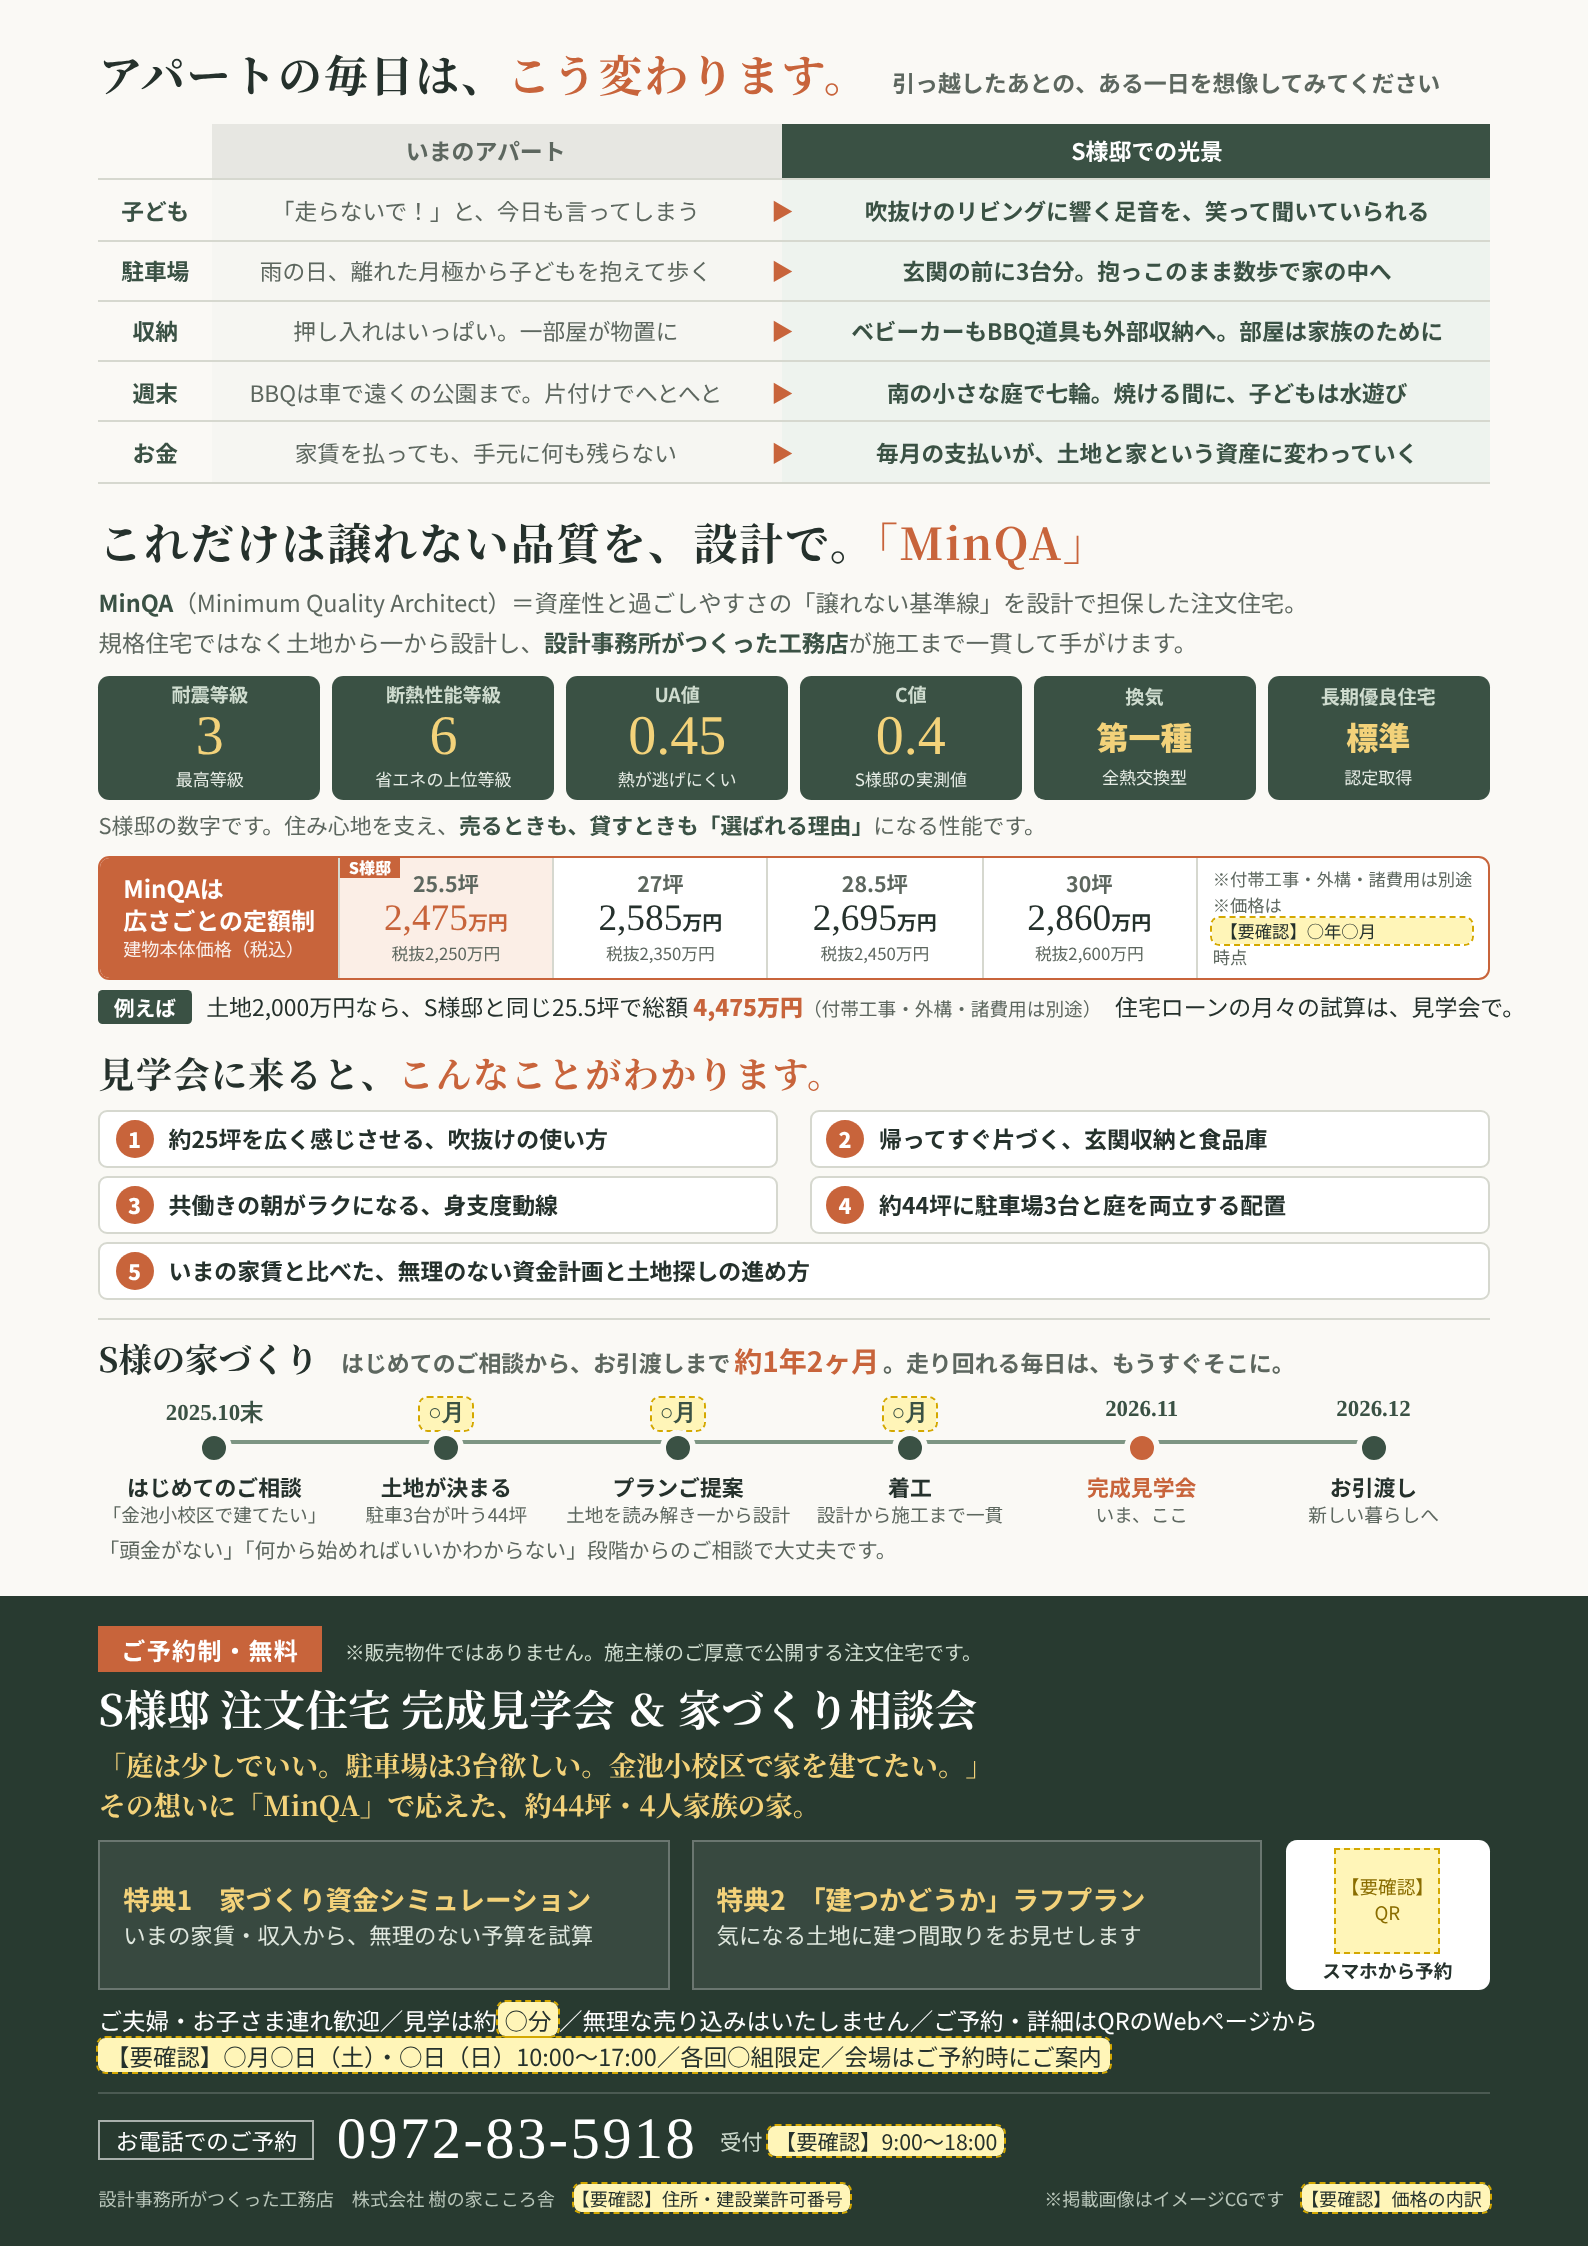 アパートの毎日は、こう変わります。 引っ越したあとの、ある一日を想像してみてください
いまのアパート S様邸での光景
子ども 「走らないで！」と、今日も言ってしまう ▶ 吹抜けのリビングに響く足音を、笑って聞いていられる
駐車場 雨の日、離れた月極から子どもを抱えて歩く ▶ 玄関の前に3台分。抱っこのまま数歩で家の中へ
収納 押し入れはいっぱい。一部屋が物置に ▶ ベビーカーもBBQ道具も外部収納へ。部屋は家族のために
週末 BBQは車で遠くの公園まで。片付けでへとへと ▶ 南の小さな庭で七輪。焼ける間に、子どもは水遊び
お金 家賃を払っても、手元に何も残らない ▶ 毎月の支払いが、土地と家という資産に変わっていく
これだけは譲れない品質を、設計で。「MinQA」
MinQA（Minimum Quality Architect）＝資産性と過ごしやすさの「譲れない基準線」を設計で担保した注文住宅。
規格住宅ではなく土地から一から設計し、設計事務所がつくった工務店が施工まで一貫して手がけます。
耐震等級 断熱性能等級 UA値 C値 換気 長期優良住宅
3 6 0.45 0.4 第一種 標準
最高等級 省エネの上位等級 熱が逃げにくい S様邸の実測値 全熱交換型 認定取得
S様邸の数字です。住み心地を支え、売るときも、貸すときも「選ばれる理由」になる性能です。
MinQAは
広さごとの定額制
建物本体価格（税込）
S様邸
25.5坪
2,475万円
税抜2,250万円
27坪
2,585万円
税抜2,350万円
28.5坪
2,695万円
税抜2,450万円
30坪
2,860万円
税抜2,600万円
※付帯工事・外構・諸費用は別途
※価格は
【要確認】○年○月
時点
例えば 土地2,000万円なら、S様邸と同じ25.5坪で総額 4,475万円（付帯工事・外構・諸費用は別途） 住宅ローンの月々の試算は、見学会で。
見学会に来ると、こんなことがわかります。
1 約25坪を広く感じさせる、吹抜けの使い方
2 帰ってすぐ片づく、玄関収納と食品庫
3 共働きの朝がラクになる、身支度動線
4 約44坪に駐車場3台と庭を両立する配置
5 いまの家賃と比べた、無理のない資金計画と土地探しの進め方
S様の家づくり はじめてのご相談から、お引渡しまで約1年2ヶ月。走り回れる毎日は、もうすぐそこに。
2025.10末 ○月 ○月 ○月 2026.11 2026.12
はじめてのご相談 土地が決まる プランご提案 着工 完成見学会 お引渡し
「金池小校区で建てたい」 駐車3台が叶う44坪 土地を読み解き一から設計 設計から施工まで一貫 いま、ここ 新しい暮らしへ
「頭金がない」「何から始めればいいかわからない」段階からのご相談で大丈夫です。
ご予約制・無料 ※販売物件ではありません。施主様のご厚意で公開する注文住宅です。
S様邸 注文住宅 完成見学会 ＆ 家づくり相談会
「庭は少しでいい。駐車場は3台欲しい。金池小校区で家を建てたい。」
その想いに「MinQA」で応えた、約44坪・4人家族の家。
特典1 家づくり資金シミュレーション
いまの家賃・収入から、無理のない予算を試算
特典2 「建つかどうか」ラフプラン
気になる土地に建つ間取りをお見せします
【要確認】
QR
スマホから予約
ご夫婦・お子さま連れ歓迎／見学は約○分／無理な売り込みはいたしません／ご予約・詳細はQRのWebページから
【要確認】○月○日（土）・○日（日）10:00〜17:00／各回○組限定／会場はご予約時にご案内
お電話でのご予約 0972-83-5918 受付【要確認】9:00〜18:00
設計事務所がつくった工務店 株式会社 樹の家こころ舎 【要確認】住所・建設業許可番号 ※掲載画像はイメージCGです 【要確認】価格の内訳